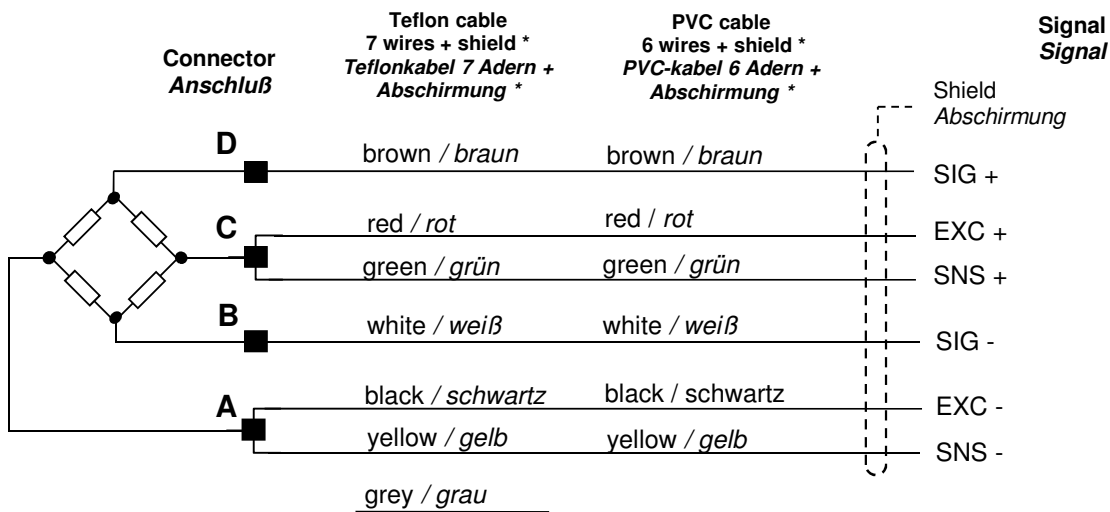 Connector
Anschluß
Teflon cable
7 wires + shield *
Teflonkabel 7 Adern +
Abschirmung *
PVC cable
6 wires + shield *
PVC-kabel 6 Adern +
Abschirmung *
Signal
Signal
Shield
Abschirmung
D brown / braun brown / braun SIG +
C red / rot red / rot EXC +
green / grün green / grün SNS +
B white / weiß white / weiß SIG -
A black / schwartz black / schwartz EXC -
yellow / gelb yellow / gelb SNS -
grey / grau